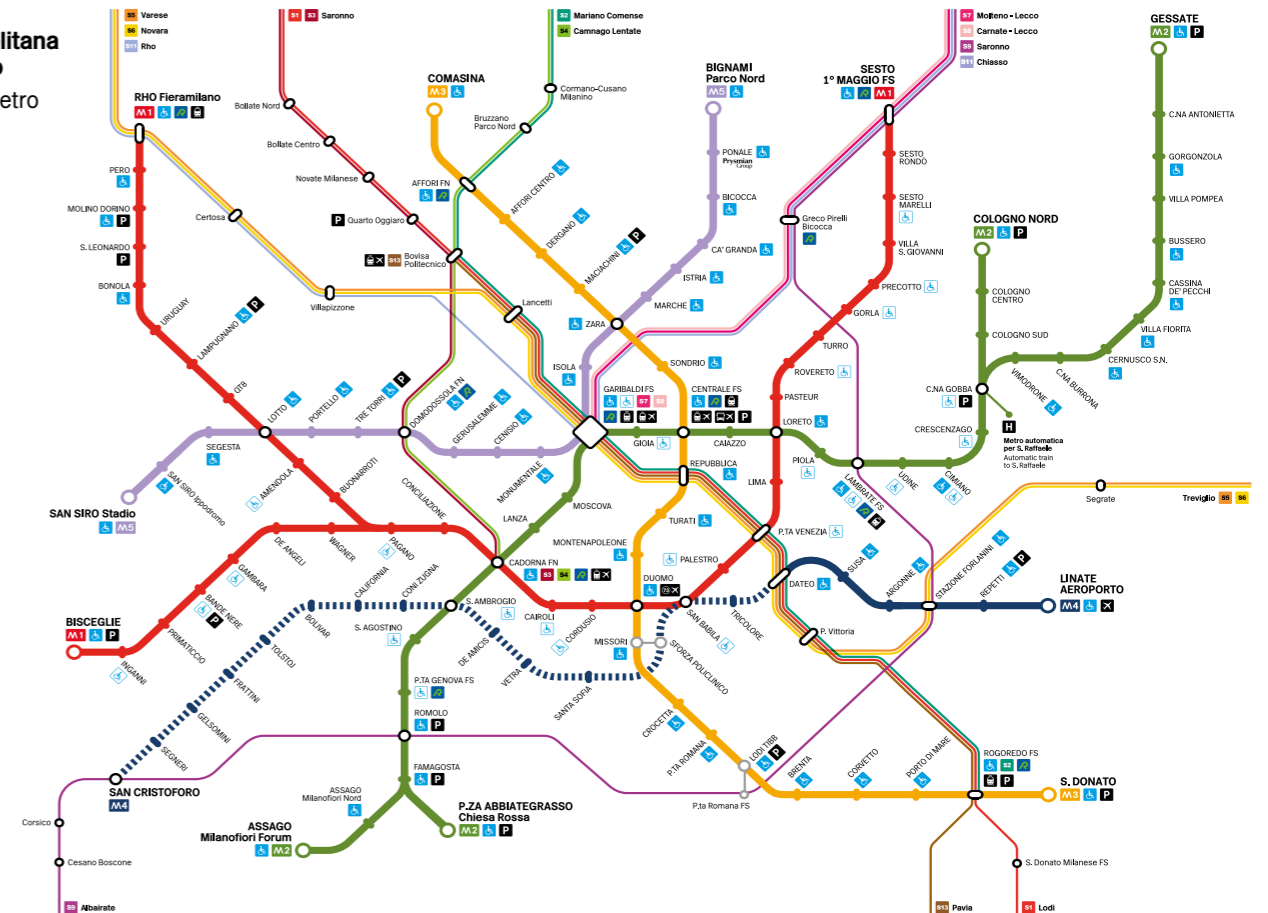 litana
o
etro
S5 Varese
S6 Novara
S11 Rho
S1 S3 Saronno
S2 Mariano Comense
S4 Camnago Lentate
S7 Molteno - Lecco
S8 Carnate - Lecco
S9 Saronno
S11 Chiasso
GESSATE
M2 P
RHO Fieramilano
M1 R
COMASINA
M3
BIGNAMI
Parco Nord
M5
SESTO
1° MAGGIO FS
R M1
Cormano-Cusano
Milanino
Bruzzano
Parco Nord
Bollate Nord
Bollate Centro
Novate Milanese
P Quarto Oggiaro
S13 Bovisa
Politecnico
AFFORI FN
R
AFFORI CENTRO
DERGANO
MACIACHINI P
ZARA
SONDRIO
PONALE
Prysmian
Group
BICOCCA
CA' GRANDA
ISTRIA
MARCHE
ISOLA
SESTO
RONDÒ
SESTO
MARELLI
VILLA
S. GIOVANNI
PRECOTTO
GORLA
TURRO
ROVERETO
PASTEUR
LORETO
LIMA
Greco Pirelli
Bicocca
R
COLOGNO NORD
M2 P
COLOGNO
CENTRO
COLOGNO SUD
C.NA GOBBA
P
CRESCENZAGO
C.NA ANTONIETTA
GORGONZOLA
VILLA POMPEA
BUSSERO
CASSINA
DE' PECCHI
VILLA FIORITA
CERNUSCO S.N.
C.NA BURRONA
VIMODRONE
H
Metro automatica
per S. Raffaele
Automatic train
to S. Raffaele
PERO
MOLINO DORINO
P
S. LEONARDO
P
BONOLA
URUGUAY
LAMPUGNANO P
QT8
LOTTO
Certosa
Villapizzone
Lancetti
PORTELLO
TRE TORRI P
DOMODOSSOLA FN
R
GERUSALEMME
CENISIO
MONUMENTALE
GARIBALDI FS
S7 S8
R
CENTRALE FS
R
P
GIOIA
CAIAZZO
PIOLA
LAMBRATE FS
R
UDINE
CIMIANO
SEGESTA
SAN SIRO Ippodromo
SAN SIRO Stadio
M5
AMENDOLA
BUONARROTI
CONCILIAZIONE
PAGANO
WAGNER
DE ANGELI
GAMBARA
BANDE NERE
P
PRIMATICCIO
INGANNI
BISCEGLIE
M1 P
MOSCOVA
LANZA
CADORNA FN
S3 S4 R
REPUBBLICA
TURATI
MONTENAPOLEONE
PALESTRO
P.TA VENEZIA
DUOMO
73
CAIROLI
CORDUSIO
SAN BABILA
TRICOLORE
DATEO
SUSA
ARGONNE
STAZIONE FORLANINI
REPETTI P
LINATE
AEROPORTO
M4
Segrate
Treviglio S5 S6
P. Vittoria
CALIFORNIA
CONI ZUGNA
BOLIVAR
TOLSTOJ
FRATTINI
GELSOMINI
SEGNERI
SAN CRISTOFORO
M4
S. AMBROGIO
S. AGOSTINO
DE AMICIS
VETRA
SANTA SOFIA
SFORZA POLICLINICO
MISSORI
CROCETTA
P.TA ROMANA
LODI TIBB
P
P.ta Romana FS
BRENTA
CORVETTO
PORTO DI MARE
ROGOREDO FS
S2 R
P
S. DONATO
M3 P
P.TA GENOVA FS
R
ROMOLO
P
FAMAGOSTA
P
ASSAGO
Milanofiori Nord
ASSAGO
Milanofiori Forum
M2
P.ZA ABBIATEGRASSO
Chiesa Rossa
M2 P
Corsico
Cesano Boscone
S9 Albairate
S. Donato Milanese FS
S13 Pavia
S1 Lodi